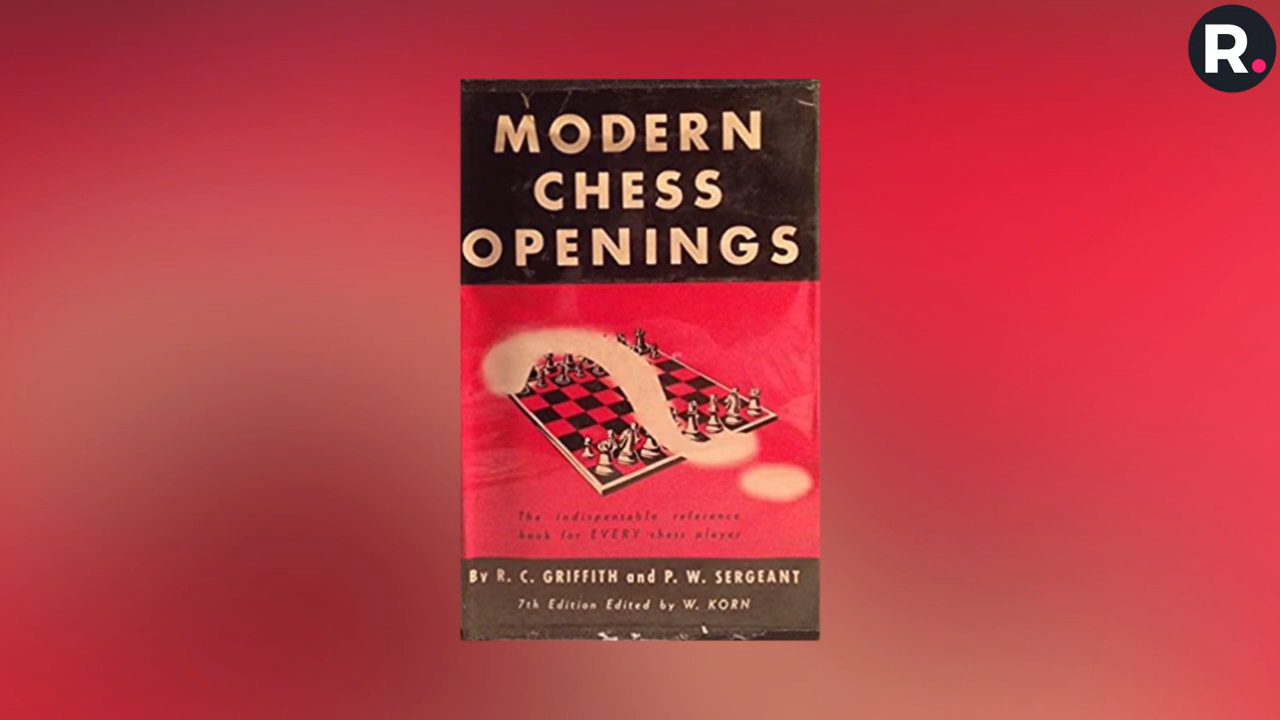 R.
MODERN
CHESS
OPENINGS
The indispensable reference
book for EVERY chess player
By R. C. GRIFFITH and P. W. SERGEANT
7th Edition Edited by W. KORN